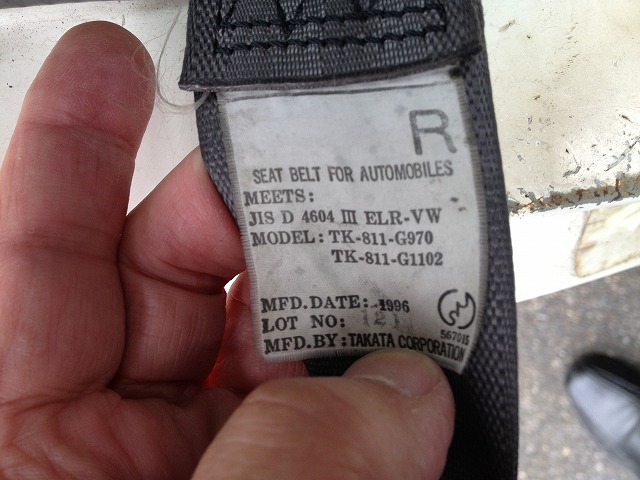 R
SEAT BELT FOR AUTOMOBILES
MEETS:
JIS D 4604 III ELR-VW
MODEL: TK-811-G970
TK-811-G1102
MFD. DATE: 1996
LOT NO:
567015
MFD. BY: TAKATA CORPORATION